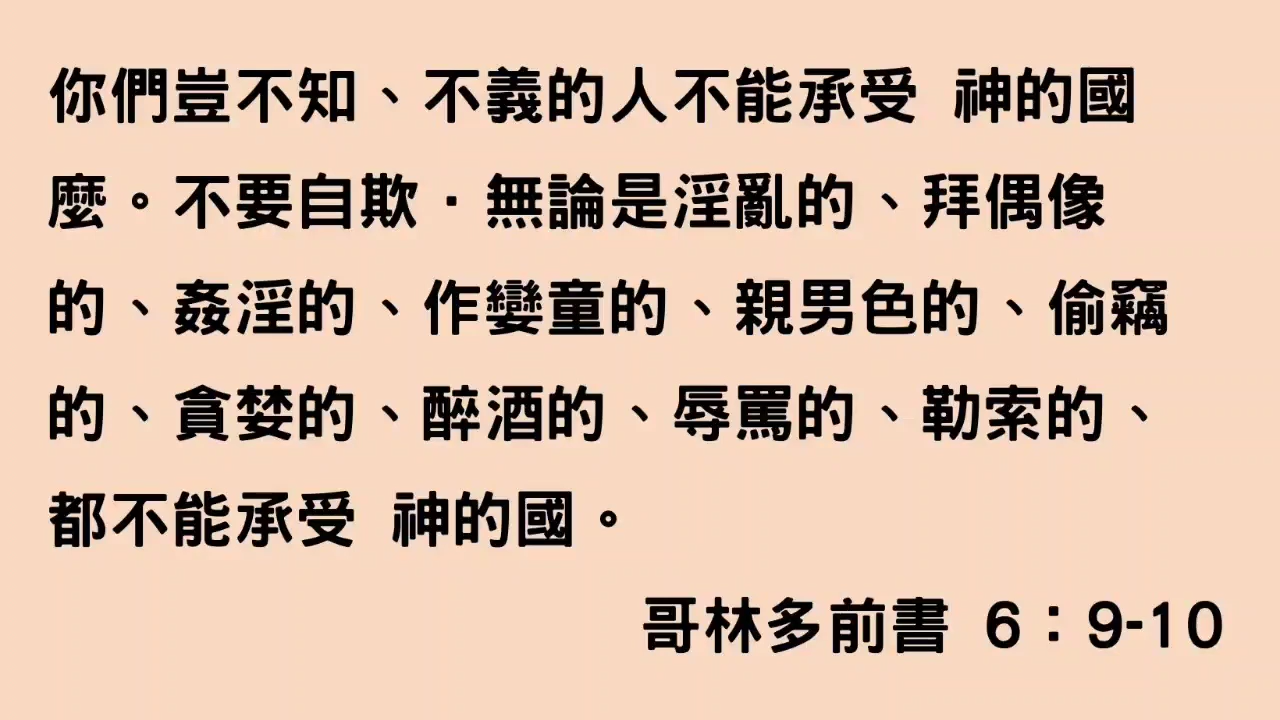 你們豈不知、不義的人不能承受 神的國
麼。不要自欺．無論是淫亂的、拜偶像
的、姦淫的、作孌童的、親男色的、偷竊
的、貪婪的、醉酒的、辱罵的、勒索的、
都不能承受 神的國。
哥林多前書 6：9-10